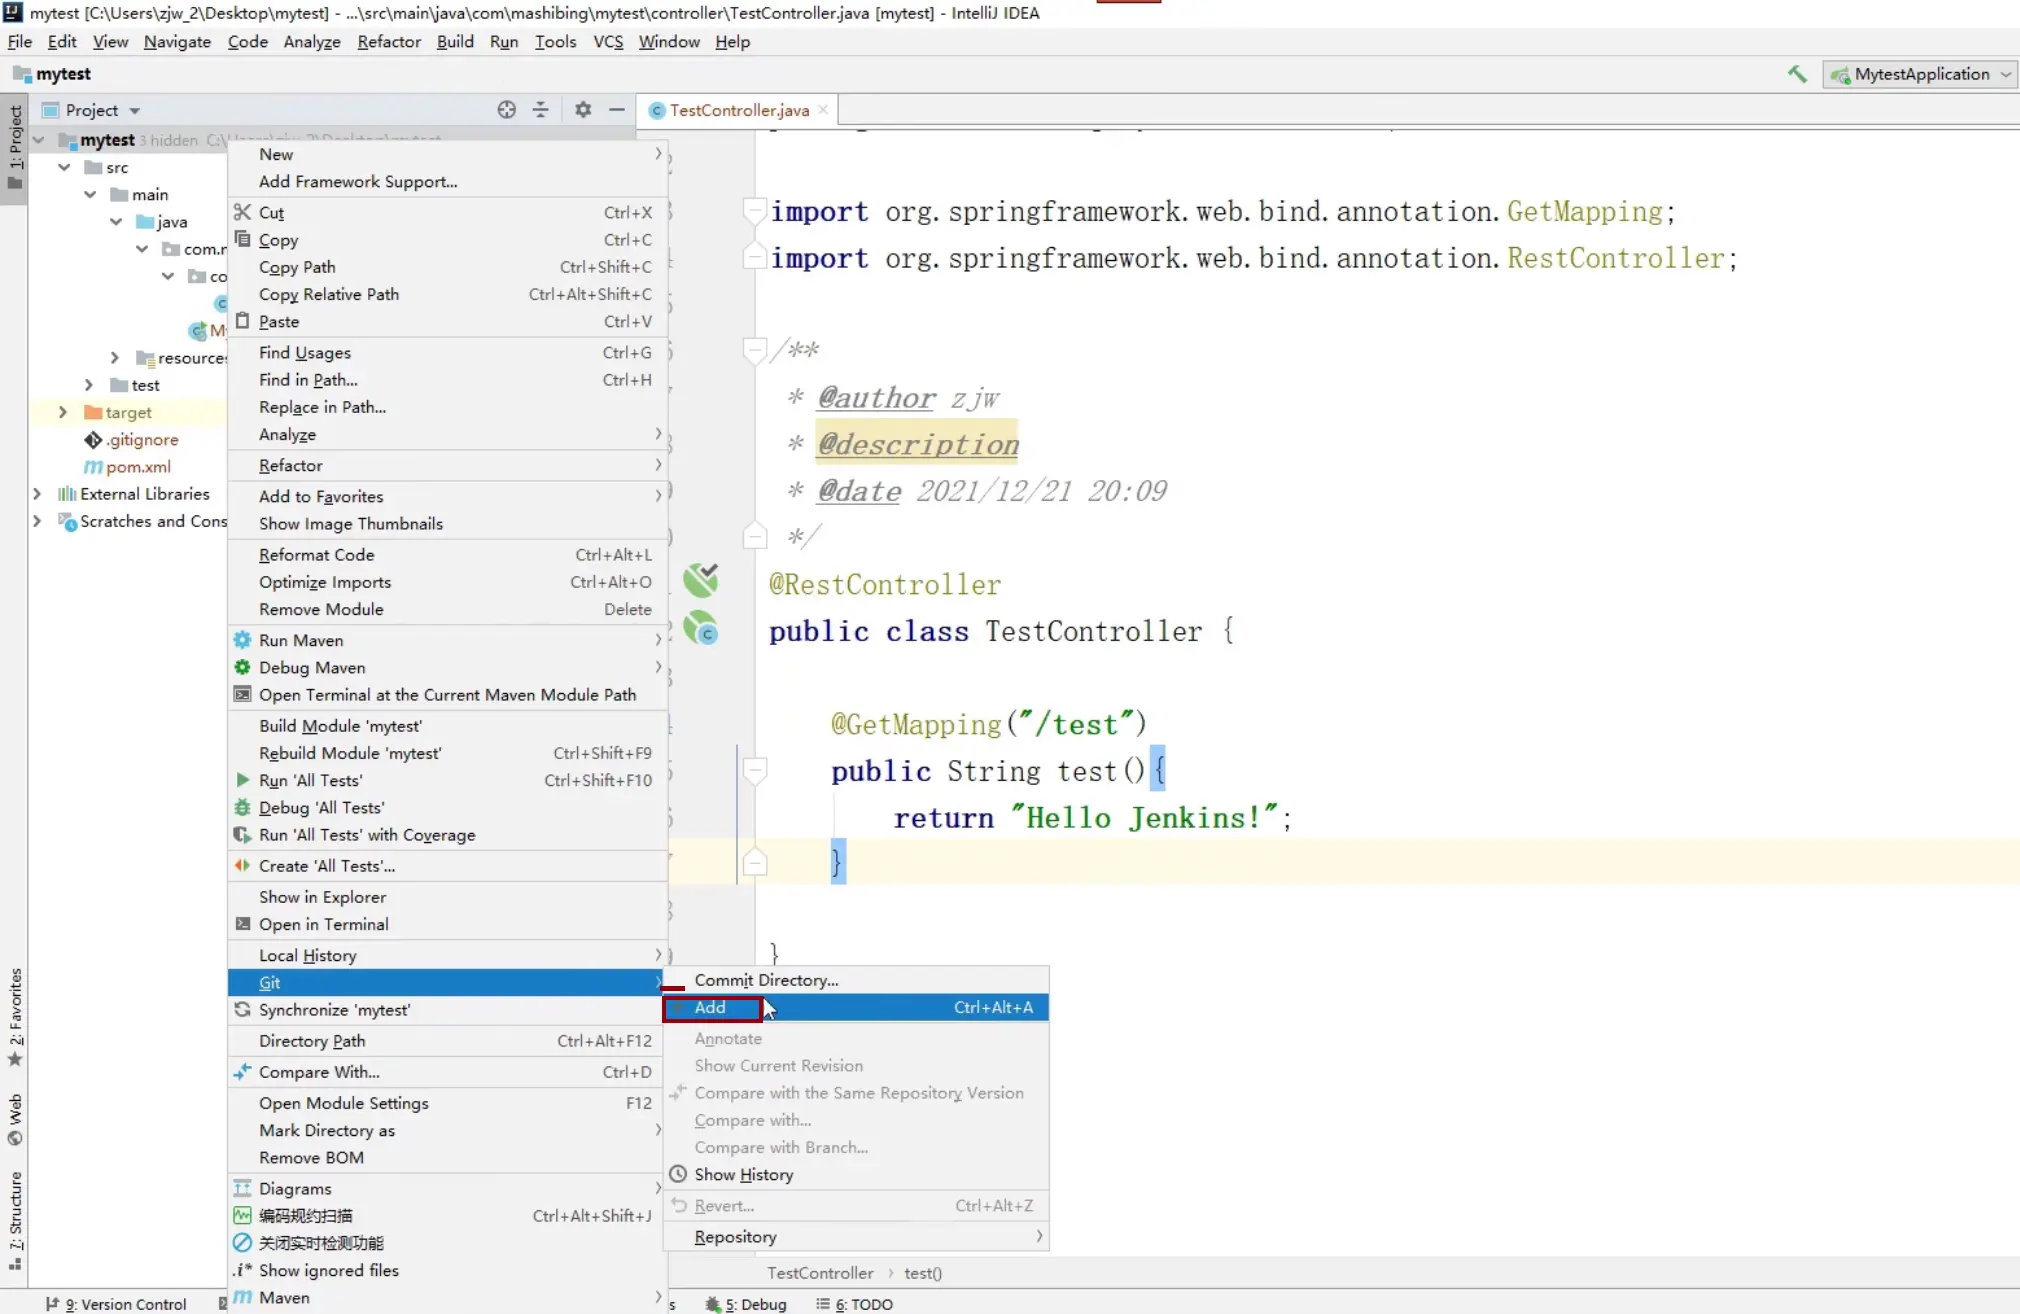 mytest [C:\Users\zjw_2\Desktop\mytest] - ...\src\main\java\com\mashibing\mytest\controller\TestController.java [mytest] - IntelliJ IDEA
File Edit View Navigate Code Analyze Refactor Build Run Tools VCS Window Help
mytest
MytestApplication
Project
TestController.java
1: Project
2: Favorites
Web
7: Structure
mytest 3 hidden
src
main
java
com.r
co
My
resources
test
target
.gitignore
pom.xml
External Libraries
Scratches and Cons
New
Add Framework Support...
Cut Ctrl+X
Copy Ctrl+C
Copy Path Ctrl+Shift+C
Copy Relative Path Ctrl+Alt+Shift+C
Paste Ctrl+V
Find Usages Ctrl+G
Find in Path... Ctrl+H
Replace in Path...
Analyze
Refactor
Add to Favorites
Show Image Thumbnails
Reformat Code Ctrl+Alt+L
Optimize Imports Ctrl+Alt+O
Remove Module Delete
Run Maven
Debug Maven
Open Terminal at the Current Maven Module Path
Build Module 'mytest'
Rebuild Module 'mytest' Ctrl+Shift+F9
Run 'All Tests' Ctrl+Shift+F10
Debug 'All Tests'
Run 'All Tests' with Coverage
Create 'All Tests'...
Show in Explorer
Open in Terminal
Local History
Git
Synchronize 'mytest'
Directory Path Ctrl+Alt+F12
Compare With... Ctrl+D
Open Module Settings F12
Mark Directory as
Remove BOM
Diagrams
编码规约扫描 Ctrl+Alt+Shift+J
关闭实时检测功能
.i* Show ignored files
Maven
import org.springframework.web.bind.annotation.GetMapping;
import org.springframework.web.bind.annotation.RestController;
/**
* @author zjw
* @description
* @date 2021/12/21 20:09
*/
@RestController
public class TestController {
@GetMapping("/test")
public String test(){
return "Hello Jenkins!";
}
}
Commit Directory...
Add Ctrl+Alt+A
Annotate
Show Current Revision
Compare with the Same Repository Version
Compare with...
Compare with Branch...
Show History
Revert... Ctrl+Alt+Z
Repository
TestController › test()
9: Version Control
s
5: Debug
6: TODO